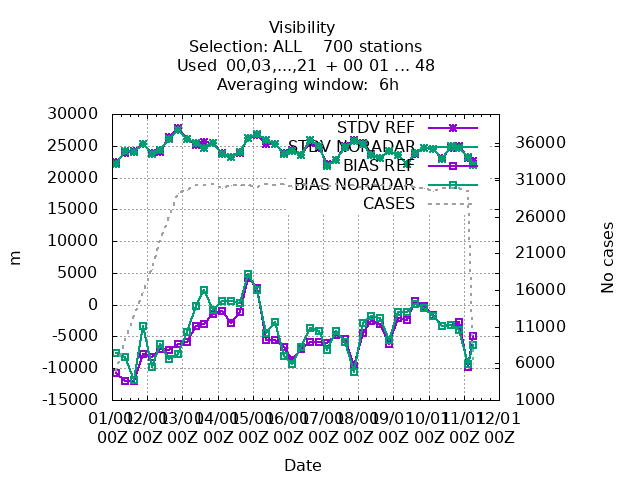 Visibility
Selection: ALL    700 stations
Used  00,03,...,21  + 00 01 ... 48
Averaging window:  6h
30000
25000
20000
15000
10000
5000
0
-5000
-10000
-15000
m
36000
31000
26000
21000
16000
11000
6000
1000
No cases
STDV REF
STDV NORADAR
BIAS REF
BIAS NORADAR
CASES
01/01 02/01 03/01 04/01 05/01 06/01 07/01 08/01 09/01 10/01 11/01 12/01
00Z 00Z 00Z 00Z 00Z 00Z 00Z 00Z 00Z 00Z 00Z 00Z
Date